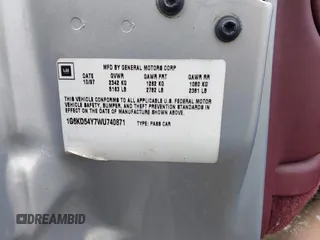 GM
MFG BY GENERAL MOTORS CORP
DATE GVWR GAWR FRT GAWR RR
10/97 2342 KG 1262 KG 1080 KG
5163 LB 2782 LB 2381 LB
THIS VEHICLE CONFORMS TO ALL APPLICABLE U.S. FEDERAL MOTOR
VEHICLE SAFETY, BUMPER, AND THEFT PREVENTION STANDARDS IN
EFFECT ON THE DATE OF MANUFACTURE SHOWN ABOVE.
1G6KD54Y7WU740871 TYPE: PASS CAR
DREAMBID